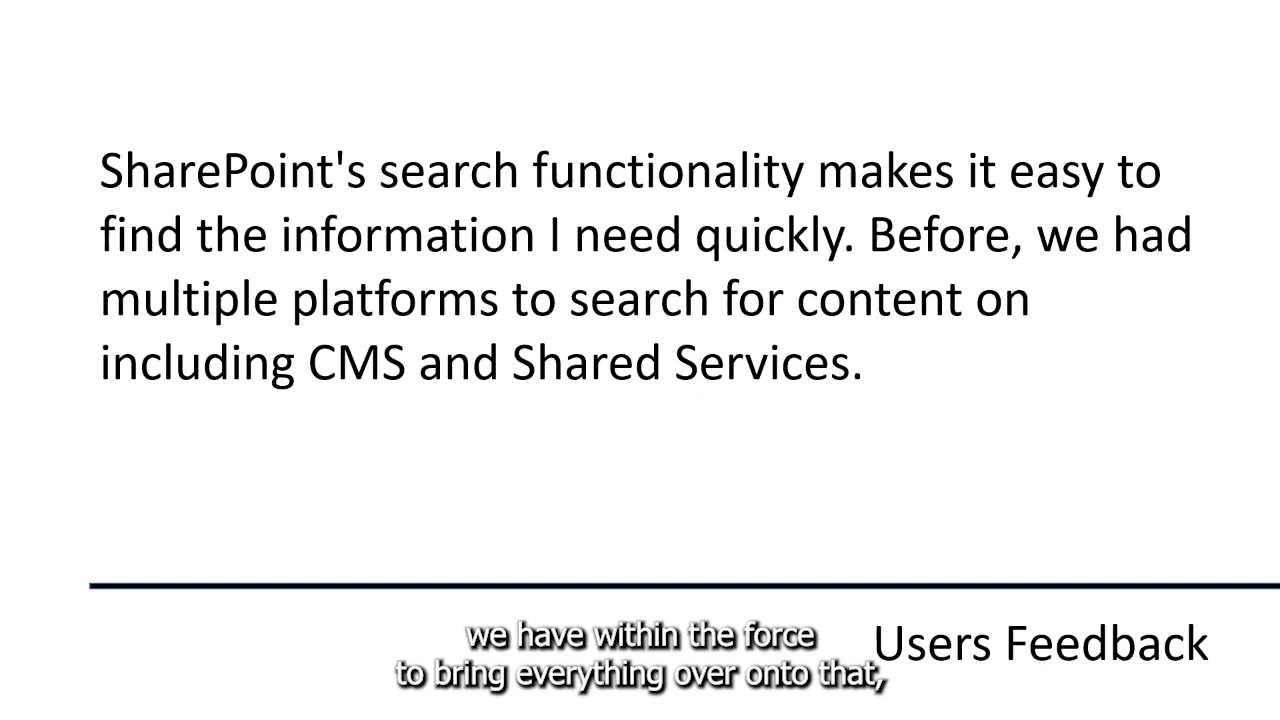 SharePoint's search functionality makes it easy to
find the information I need quickly. Before, we had
multiple platforms to search for content on
including CMS and Shared Services.
we have within the force
to bring everything over onto that,
Users Feedback